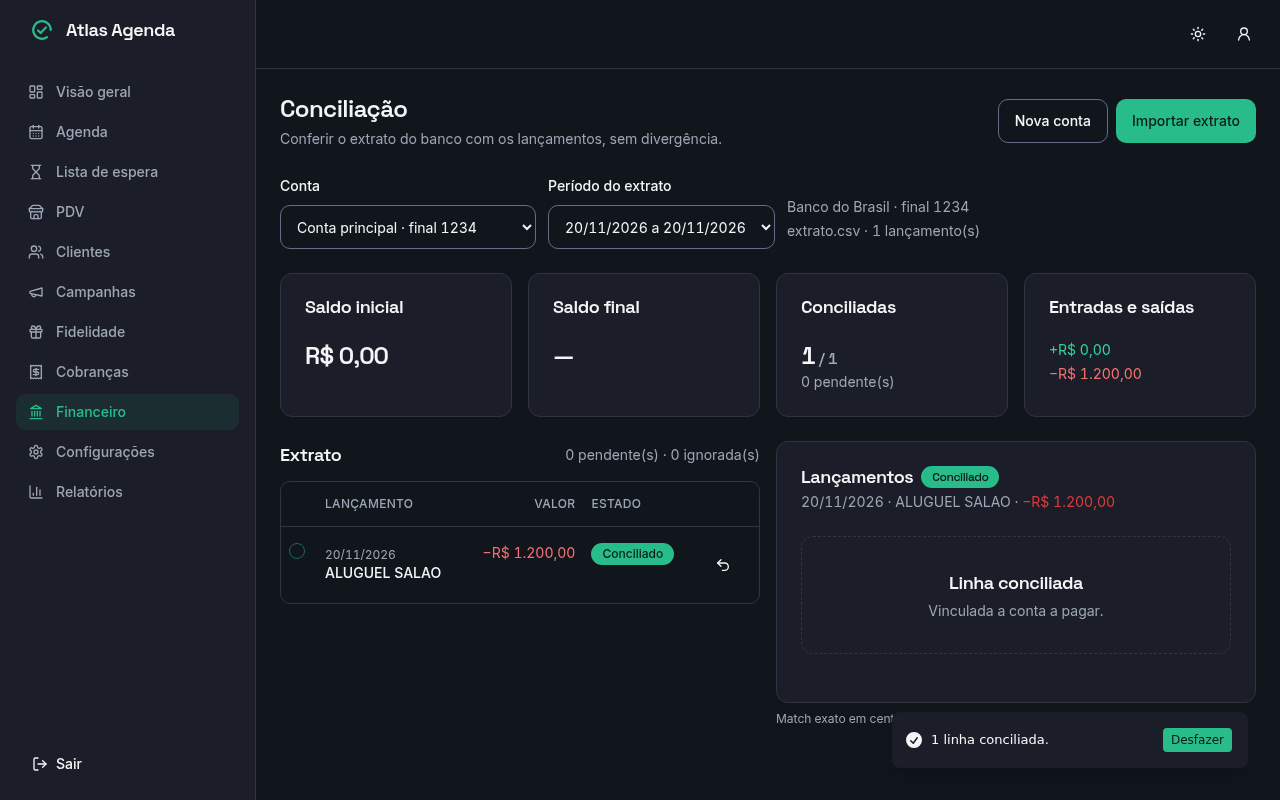 Atlas Agenda
Visão geral
Agenda
Lista de espera
PDV
Clientes
Campanhas
Fidelidade
Cobranças
Financeiro
Configurações
Relatórios
Sair
Conciliação
Conferir o extrato do banco com os lançamentos, sem divergência.
Nova conta
Importar extrato
Conta
Conta principal · final 1234
Período do extrato
20/11/2026 a 20/11/2026
Banco do Brasil · final 1234
extrato.csv · 1 lançamento(s)
Saldo inicial
R$ 0,00
Saldo final
—
Conciliadas
1 / 1
0 pendente(s)
Entradas e saídas
+R$ 0,00
−R$ 1.200,00
Extrato
0 pendente(s) · 0 ignorada(s)
LANÇAMENTO VALOR ESTADO
20/11/2026
ALUGUEL SALAO
−R$ 1.200,00
Conciliado
Lançamentos Conciliado
20/11/2026 · ALUGUEL SALAO · −R$ 1.200,00
Linha conciliada
Vinculada a conta a pagar.
Match exato em
1 linha conciliada.
Desfazer